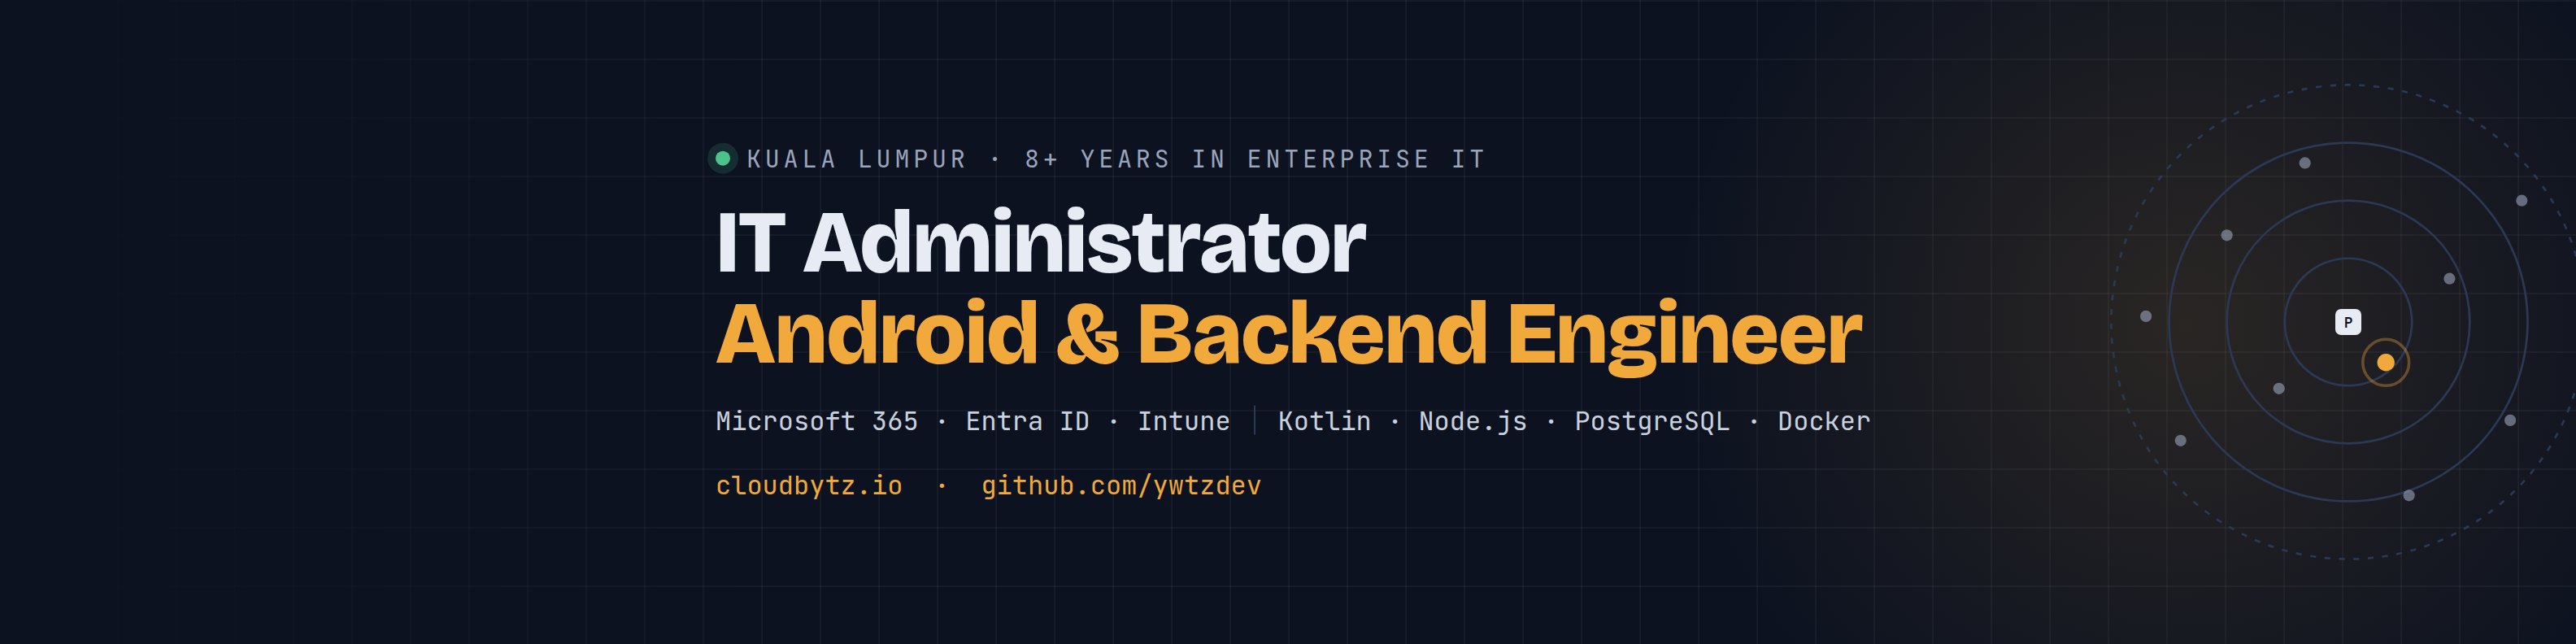 KUALA LUMPUR · 8+ YEARS IN ENTERPRISE IT
IT Administrator
Android & Backend Engineer
Microsoft 365 · Entra ID · Intune | Kotlin · Node.js · PostgreSQL · Docker
cloudbytz.io · github.com/ywtzdev
P